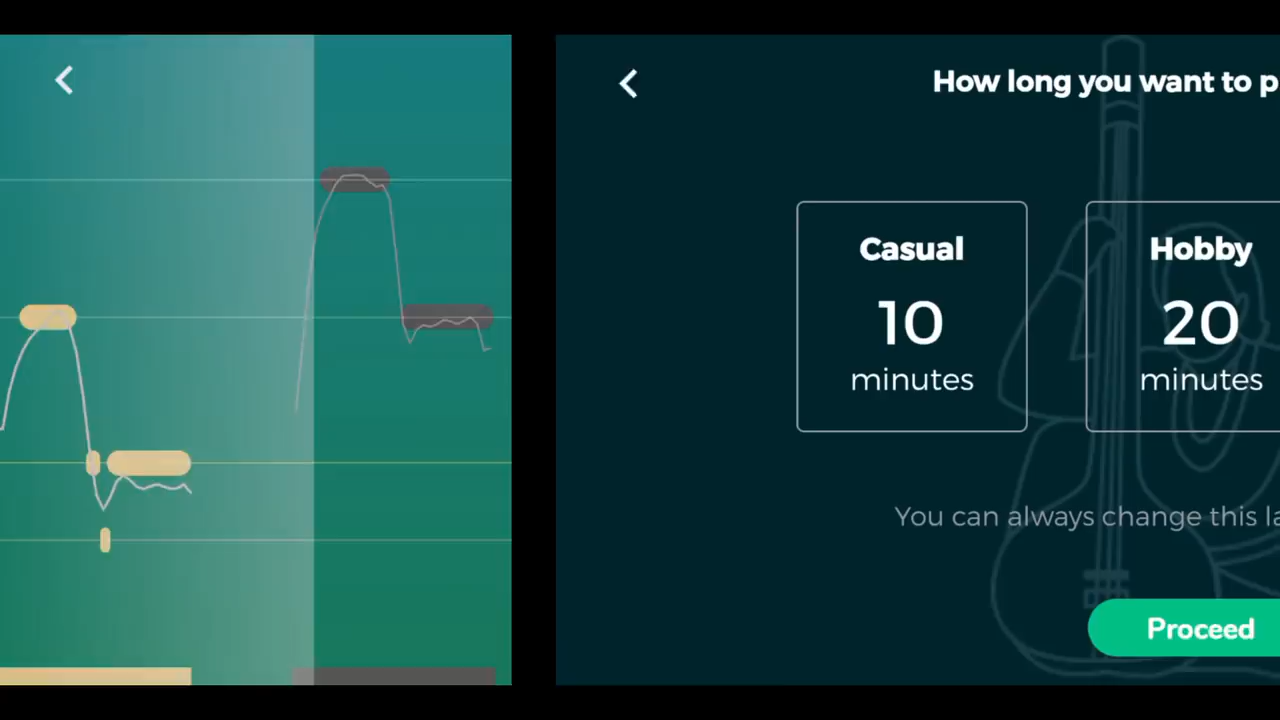 How long you want to p
Casual
10
minutes
Hobby
20
minutes
You can always change this la
Proceed